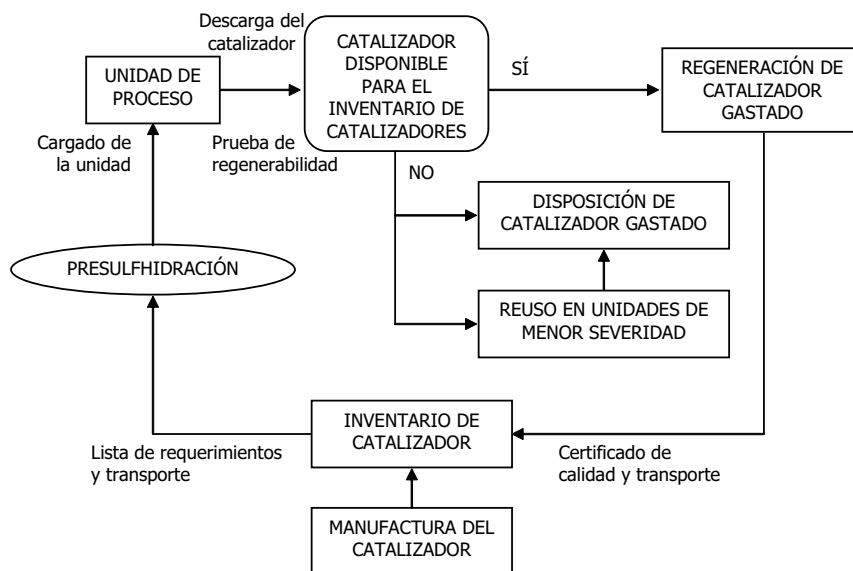 Descarga del
catalizador
CATALIZADOR
DISPONIBLE
PARA EL
INVENTARIO DE
CATALIZADORES
SÍ
REGENERACIÓN DE
CATALIZADOR
GASTADO
UNIDAD DE
PROCESO
Cargado de
la unidad
Prueba de
regenerabilidad
NO
DISPOSICIÓN DE
CATALIZADOR GASTADO
PRESULFHIDRACIÓN
REUSO EN UNIDADES DE
MENOR SEVERIDAD
INVENTARIO DE
CATALIZADOR
Lista de requerimientos
y transporte
Certificado de
calidad y transporte
MANUFACTURA DEL
CATALIZADOR